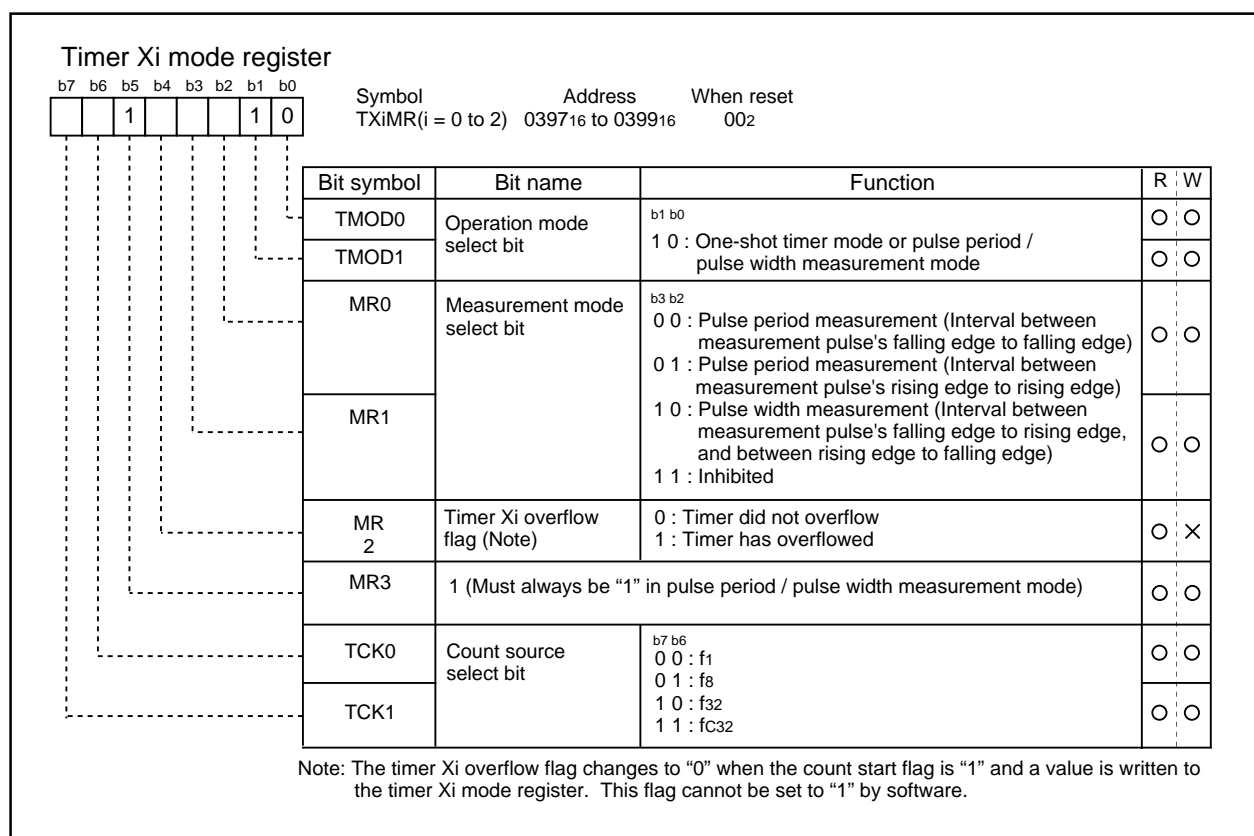 Timer Xi mode register
b7 b6 b5 b4 b3 b2 b1 b0
1 1 0
Symbol Address When reset
TXiMR(i = 0 to 2) 039716 to 039916 002
Bit symbol Bit name Function R W
TMOD0
TMOD1
Operation mode
select bit
b1 b0
1 0 : One-shot timer mode or pulse period /
pulse width measurement mode
MR0
MR1
Measurement mode
select bit
b3 b2
0 0 : Pulse period measurement (Interval between
measurement pulse's falling edge to falling edge)
0 1 : Pulse period measurement (Interval between
measurement pulse's rising edge to rising edge)
1 0 : Pulse width measurement (Interval between
measurement pulse's falling edge to rising edge,
and between rising edge to falling edge)
1 1 : Inhibited
MR
2
Timer Xi overflow
flag (Note)
0 : Timer did not overflow
1 : Timer has overflowed
MR3
1 (Must always be “1” in pulse period / pulse width measurement mode)
TCK0
TCK1
Count source
select bit
b7 b6
0 0 : f1
0 1 : f8
1 0 : f32
1 1 : fC32
Note: The timer Xi overflow flag changes to “0” when the count start flag is “1” and a value is written to
the timer Xi mode register. This flag cannot be set to “1” by software.